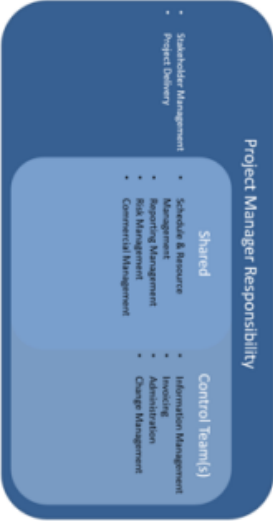 Project Manager Responsibility
• Stakeholder Management
• Project Delivery
Shared
• Schedule & Resource
Management
• Reporting Management
• Risk Management
• Commercial Management
Control Team(s)
• Information Management
• Invoicing
• Administration
• Change Management